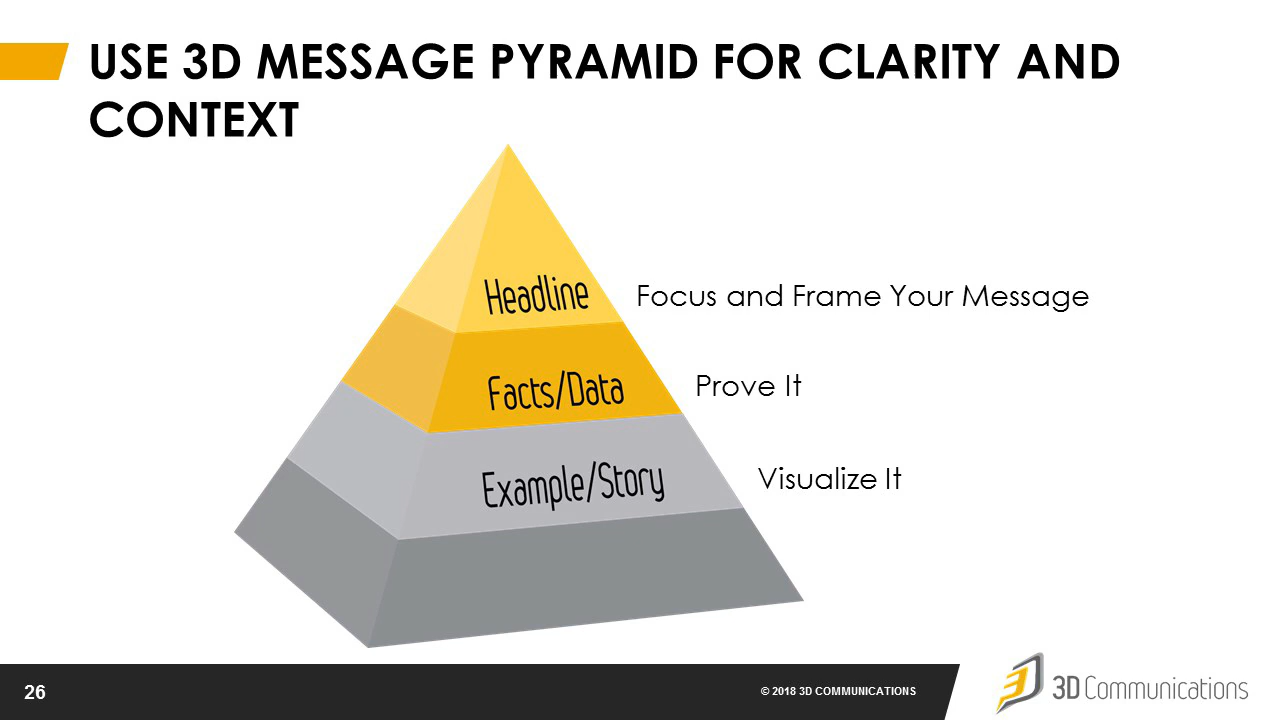 USE 3D MESSAGE PYRAMID FOR CLARITY AND
CONTEXT
Headline
Focus and Frame Your Message
Facts/Data
Prove It
Example/Story
Visualize It
26
© 2018 3D COMMUNICATIONS
3D Communications